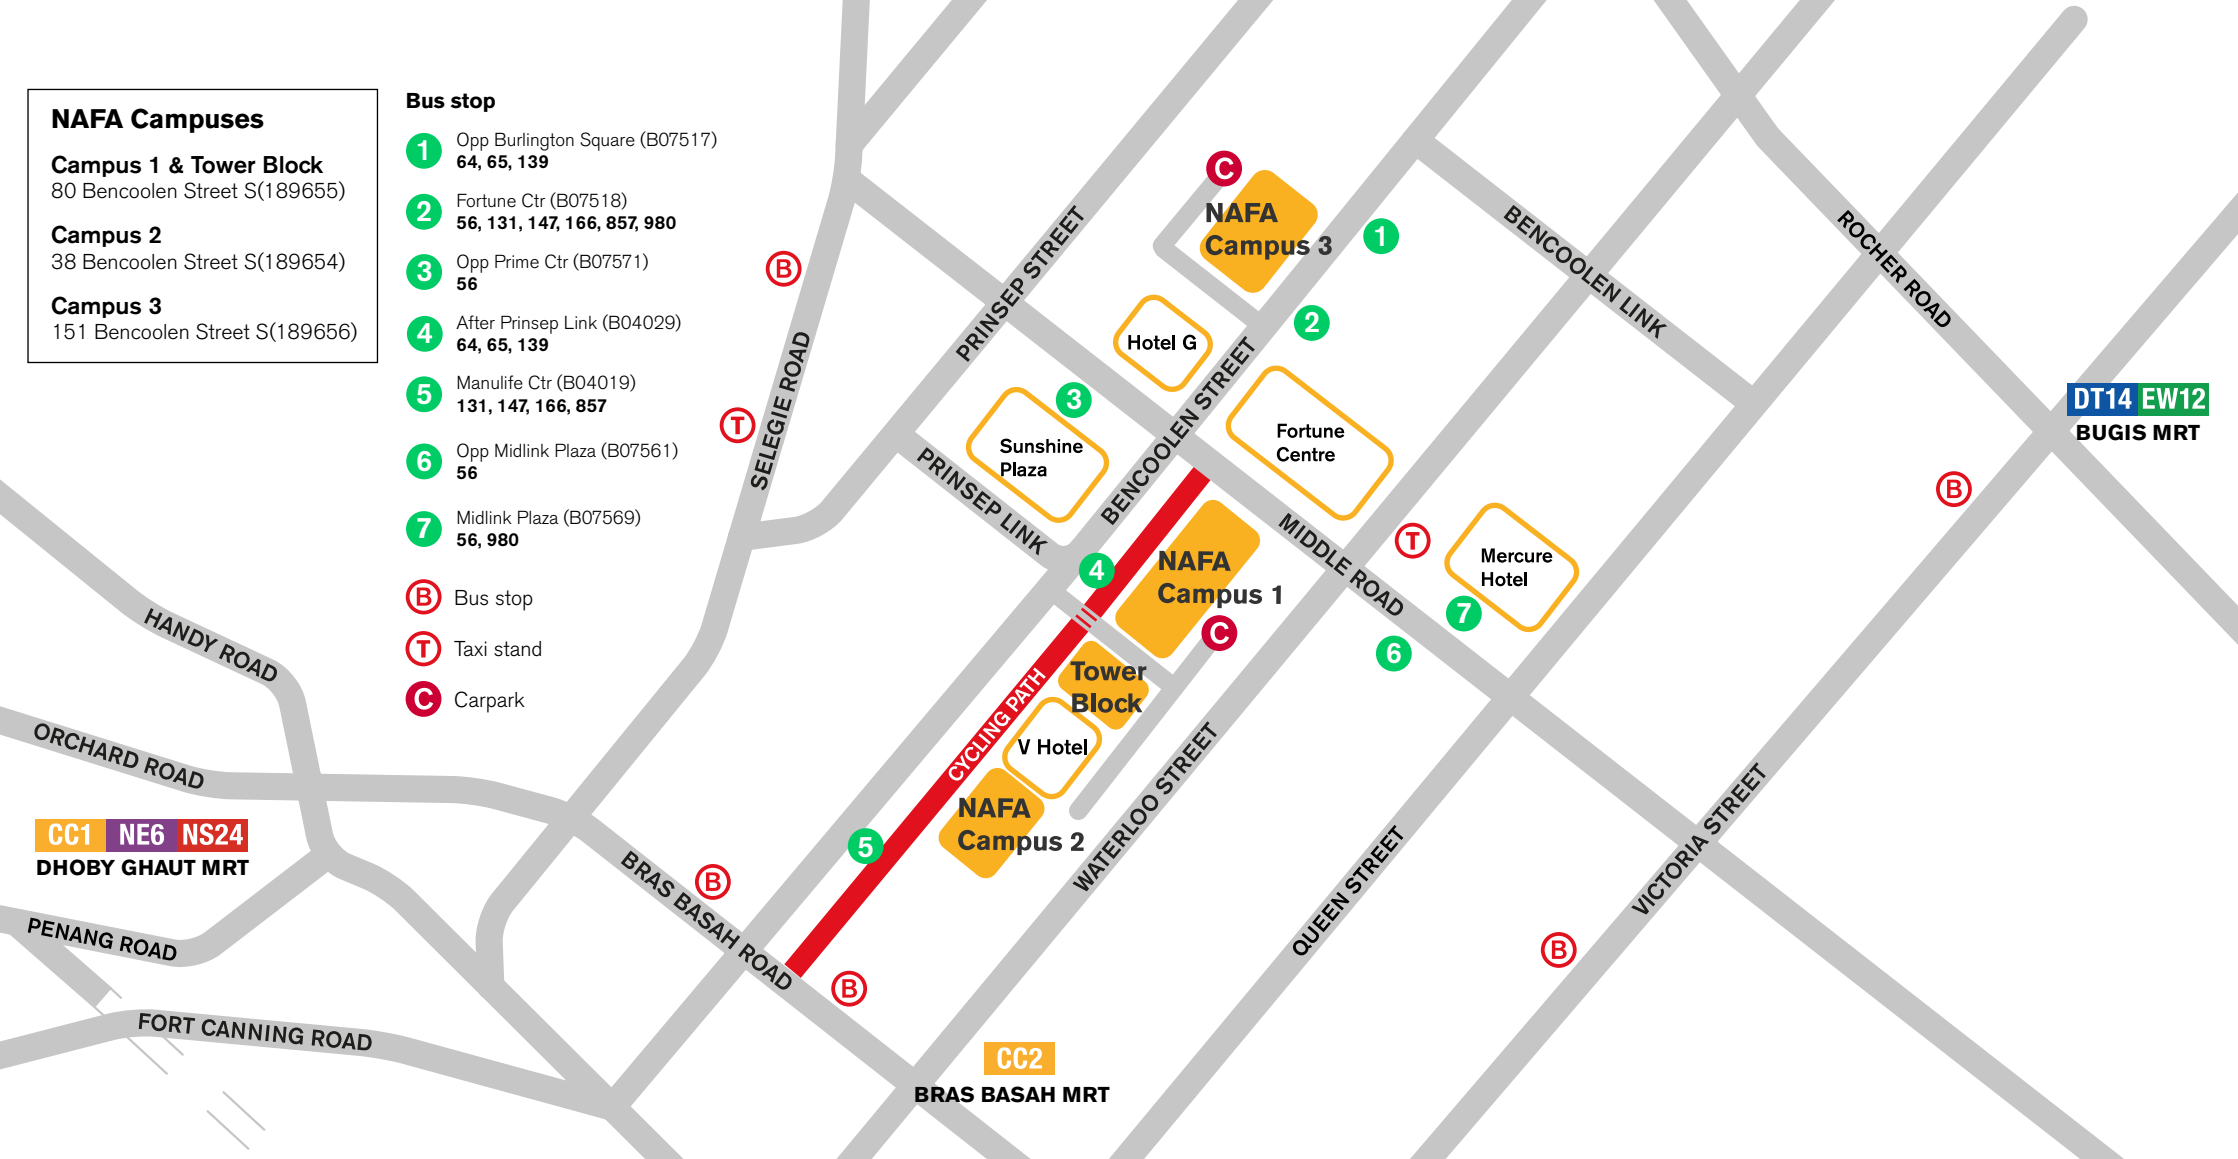 NAFA Campuses
Campus 1 & Tower Block
80 Bencoolen Street S(189655)
Campus 2
38 Bencoolen Street S(189654)
Campus 3
151 Bencoolen Street S(189656)
Bus stop
1
Opp Burlington Square (B07517)
64, 65, 139
2
Fortune Ctr (B07518)
56, 131, 147, 166, 857, 980
3
Opp Prime Ctr (B07571)
56
4
After Prinsep Link (B04029)
64, 65, 139
5
Manulife Ctr (B04019)
131, 147, 166, 857
6
Opp Midlink Plaza (B07561)
56
7
Midlink Plaza (B07569)
56, 980
B
Bus stop
T
Taxi stand
C
Carpark
C
NAFA
Campus 3
1
2
B
T
SELEGIE ROAD
PRINSEP STREET
BENCOOLEN LINK
ROCHER ROAD
Hotel G
BENCOOLEN STREET
3
Sunshine
Plaza
Fortune
Centre
DT14 EW12
BUGIS MRT
PRINSEP LINK
MIDDLE ROAD
B
T
Mercure
Hotel
4
NAFA
Campus 1
C
7
6
HANDY ROAD
ORCHARD ROAD
Tower
Block
CYCLING PATH
V Hotel
NAFA
Campus 2
5
WATERLOO STREET
QUEEN STREET
VICTORIA STREET
CC1 NE6 NS24
DHOBY GHAUT MRT
B
BRAS BASAH ROAD
PENANG ROAD
B
B
FORT CANNING ROAD
CC2
BRAS BASAH MRT